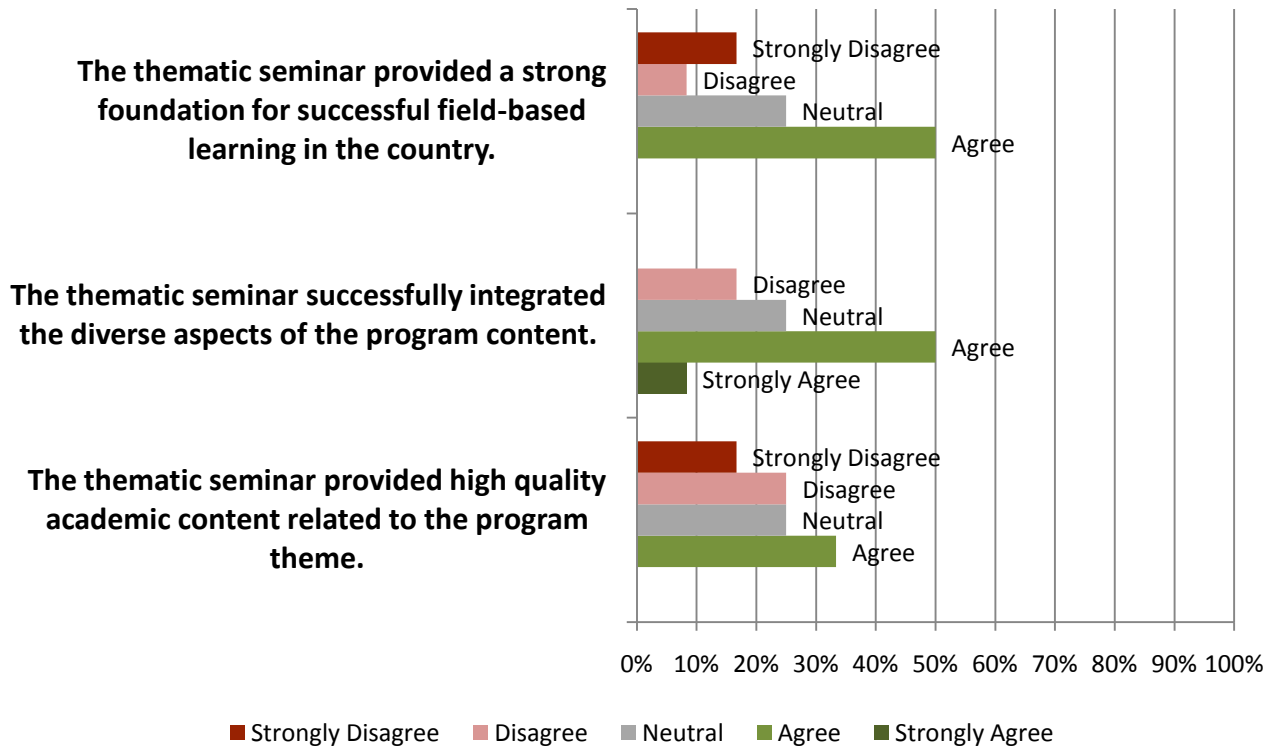 The thematic seminar provided a strong
foundation for successful field-based
learning in the country.
Strongly Disagree
Disagree
Neutral
Agree
The thematic seminar successfully integrated
the diverse aspects of the program content.
Disagree
Neutral
Agree
Strongly Agree
The thematic seminar provided high quality
academic content related to the program
theme.
Strongly Disagree
Disagree
Neutral
Agree
0% 10% 20% 30% 40% 50% 60% 70% 80% 90% 100%
Strongly Disagree Disagree Neutral Agree Strongly Agree